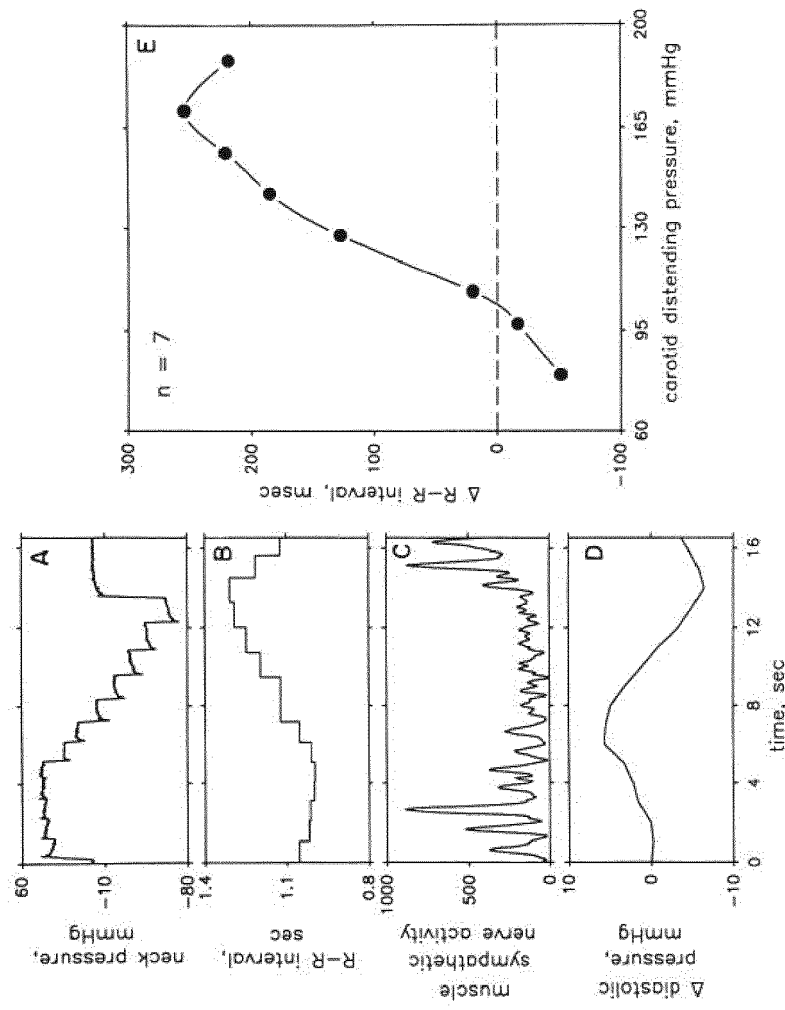 60
-10
-80
neck pressure,
mmHg
A
1.4
1.1
0.8
R-R interval,
sec
B
1000
500
0
muscle
sympathetic
nerve activity
C
10
0
-10
Δ diastolic
pressure,
mmHg
D
0
4
8
12
16
time, sec
300
200
100
0
-100
Δ R-R interval, msec
n = 7
E
60
95
130
165
200
carotid distending pressure, mmHg